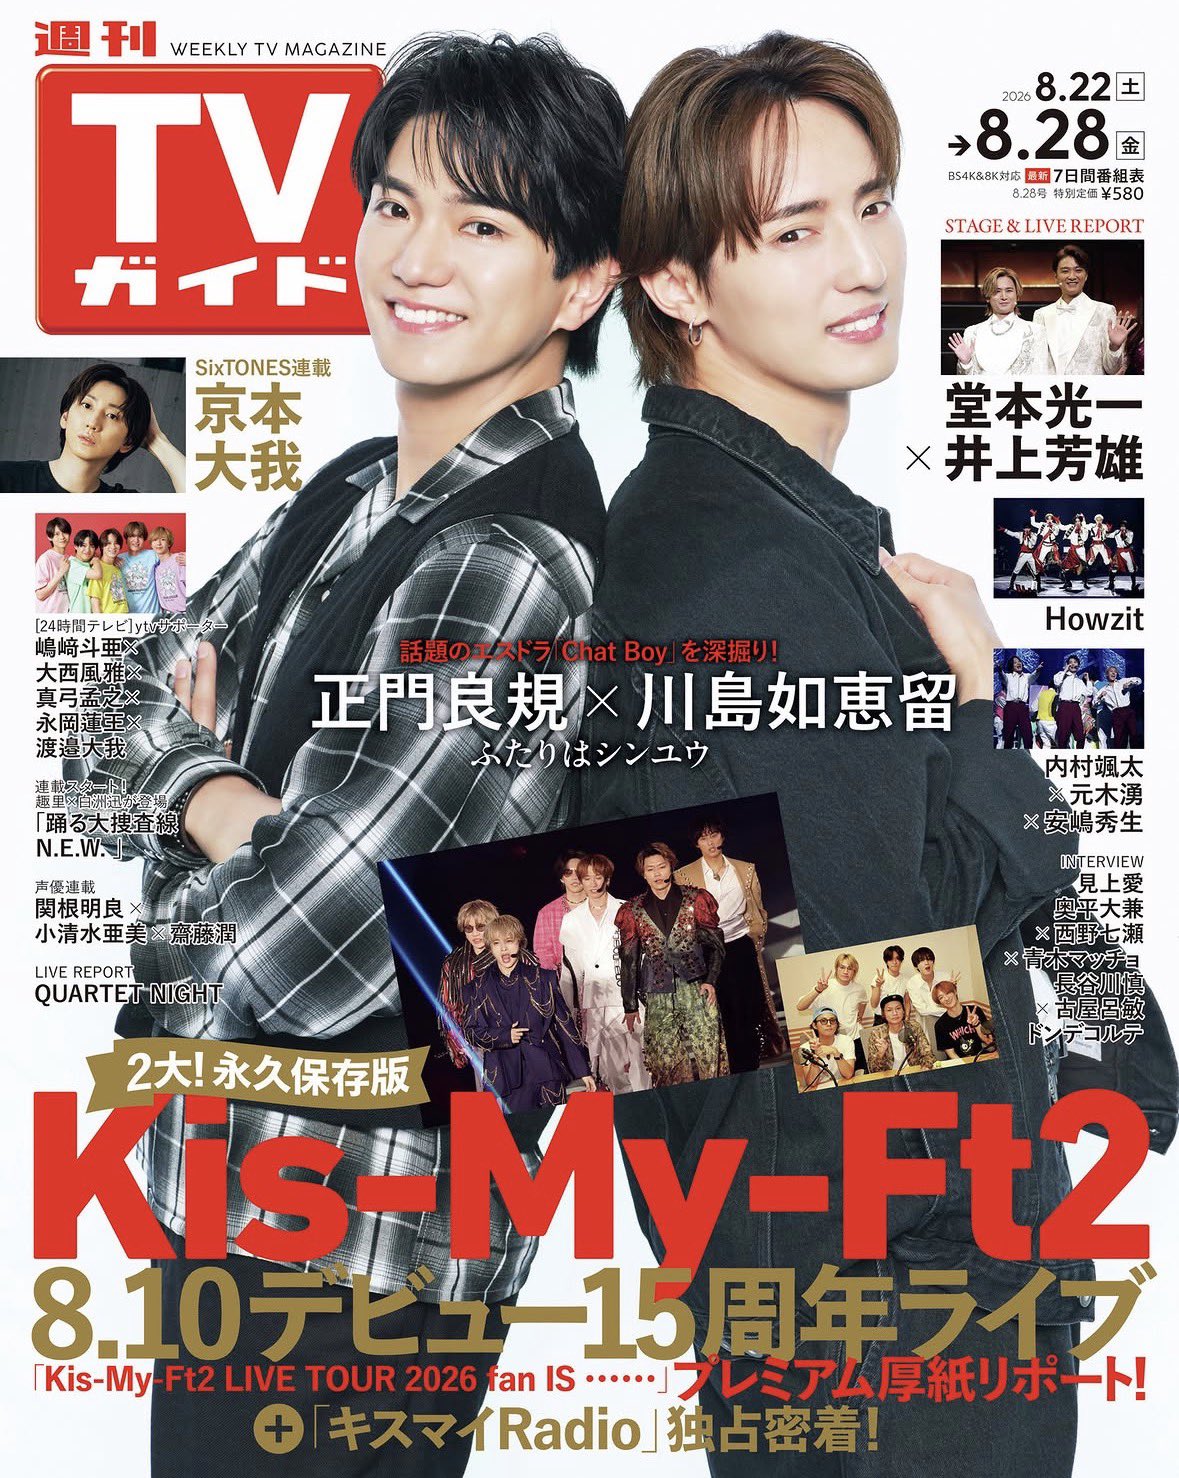 週刊
WEEKLY TV MAGAZINE
TV
ガイド
2026 8.22 土
→8.28 金
BS4K&8K対応 最新 7日間番組表
8.28号 特別定価 ¥580
STAGE & LIVE REPORT
堂本光一
×井上芳雄
SixTONES連載
京本
大我
Howzit
[24時間テレビ]ytvサポーター
嶋﨑斗亜×
大西風雅×
真弓孟之×
永岡蓮王×
渡邉大我
話題のエスドラ「Chat Boy」を深掘り!
正門良規×川島如恵留
ふたりはシンユウ
内村颯太
×元木湧
×安嶋秀生
連載スタート!
趣里×白洲迅が登場
「踊る大捜査線
N.E.W.」
声優連載
関根明良×
小清水亜美×齋藤潤
LIVE REPORT
QUARTET NIGHT
INTERVIEW
見上愛
奥平大兼
×西野七瀬
×青木マッチョ
長谷川慎
×古屋呂敏
ドンデコルテ
2大!永久保存版
Kis-My-Ft2
8.10デビュー15周年ライブ
「Kis-My-Ft2 LIVE TOUR 2026 fan IS ……」プレミアム厚紙リポート!
+「キスマイRadio」独占密着!